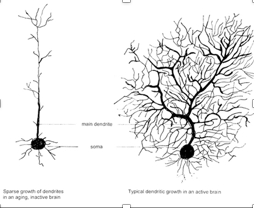 main dendrite
soma
Sparse growth of dendrites
in an aging, inactive brain
Typical dendritic growth in an active brain